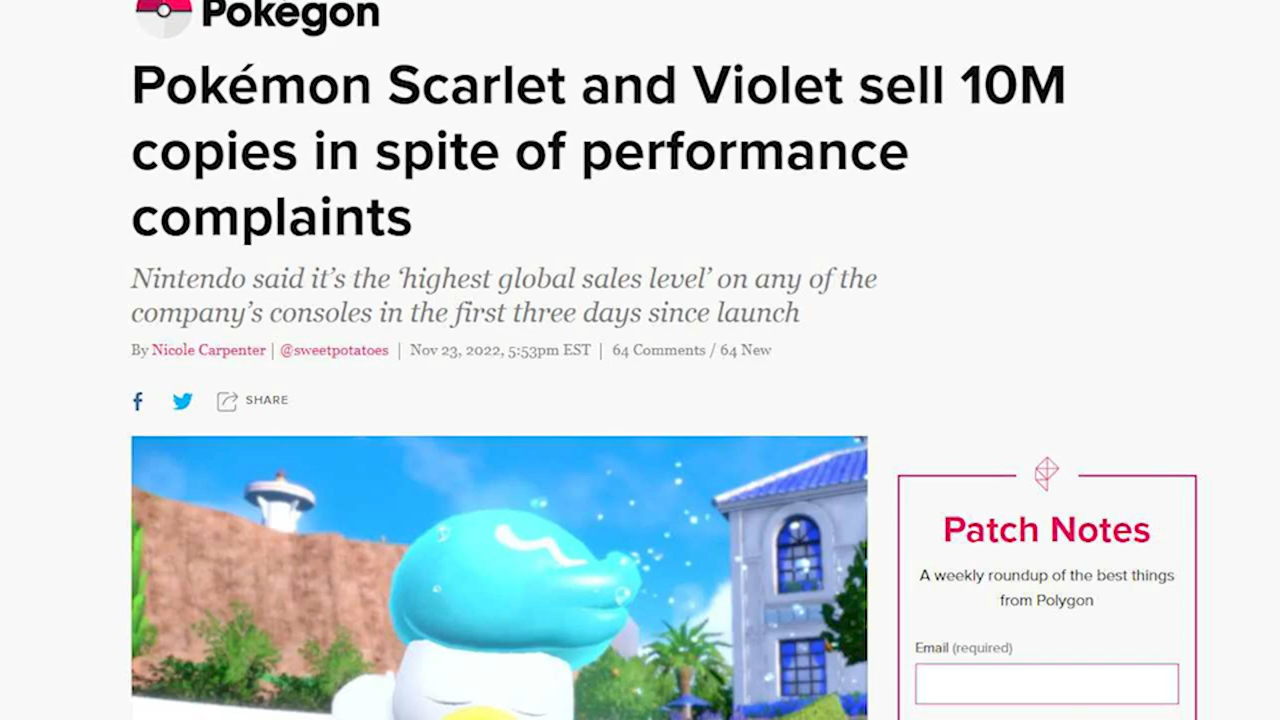 Pokégon
Pokémon Scarlet and Violet sell 10M
copies in spite of performance
complaints
Nintendo said it’s the ‘highest global sales level’ on any of the
company’s consoles in the first three days since launch
By Nicole Carpenter | @sweetpotatoes | Nov 23, 2022, 5:53pm EST | 64 Comments / 64 New
SHARE
Patch Notes
A weekly roundup of the best things
from Polygon
Email (required)